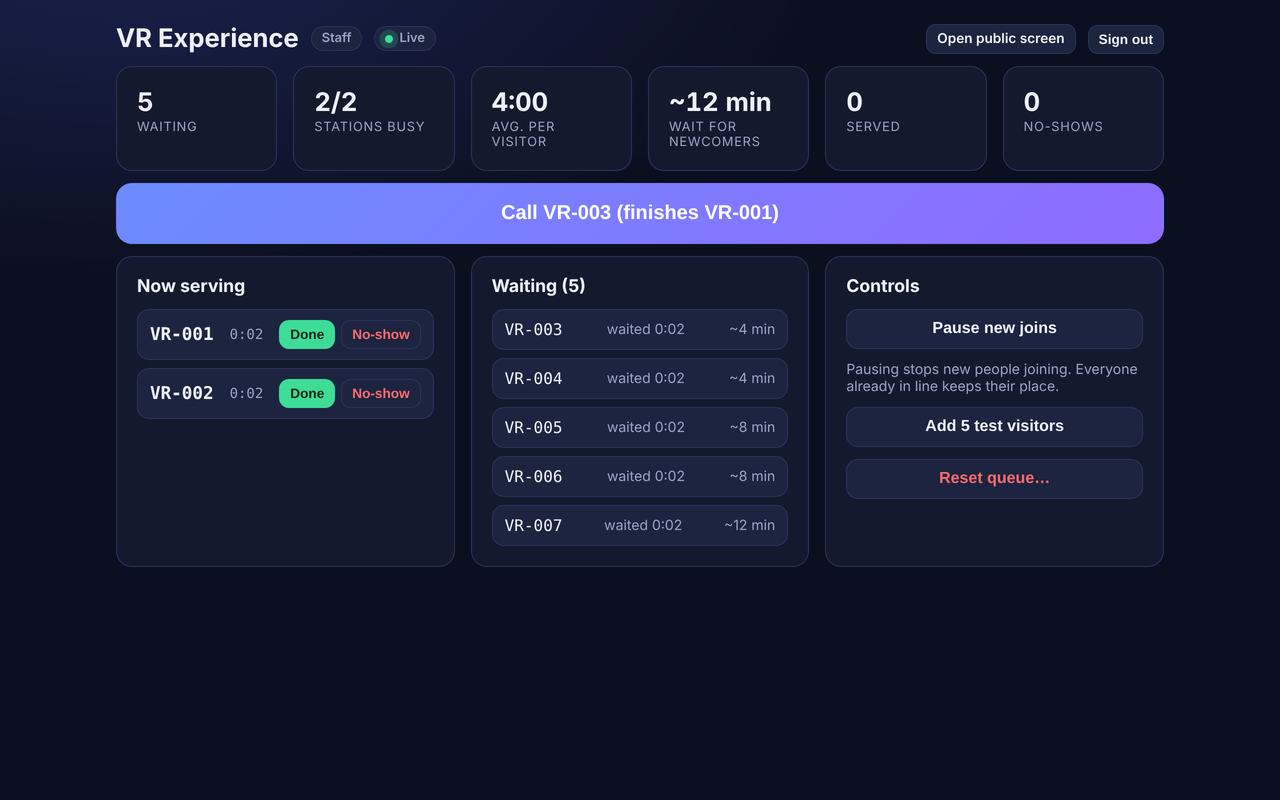 VR Experience
Staff
Live
Open public screen
Sign out
5
WAITING
2/2
STATIONS BUSY
4:00
AVG. PER
VISITOR
~12 min
WAIT FOR
NEWCOMERS
0
SERVED
0
NO-SHOWS
Call VR-003 (finishes VR-001)
Now serving
VR-001 0:02 Done No-show
VR-002 0:02 Done No-show
Waiting (5)
VR-003 waited 0:02 ~4 min
VR-004 waited 0:02 ~4 min
VR-005 waited 0:02 ~8 min
VR-006 waited 0:02 ~8 min
VR-007 waited 0:02 ~12 min
Controls
Pause new joins
Pausing stops new people joining. Everyone
already in line keeps their place.
Add 5 test visitors
Reset queue…